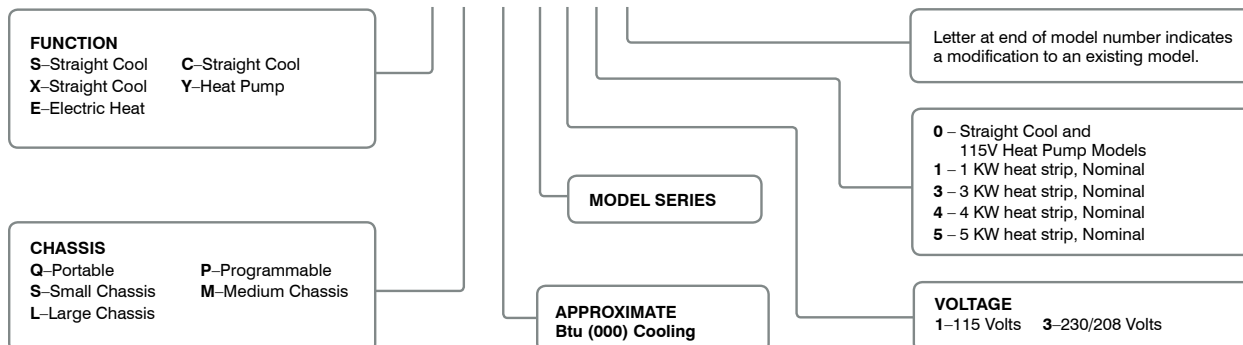 FUNCTION
S–Straight Cool C–Straight Cool
X–Straight Cool Y–Heat Pump
E–Electric Heat
CHASSIS
Q–Portable P–Programmable
S–Small Chassis M–Medium Chassis
L–Large Chassis
MODEL SERIES
APPROXIMATE
Btu (000) Cooling
Letter at end of model number indicates
a modification to an existing model.
0 – Straight Cool and
115V Heat Pump Models
1 – 1 KW heat strip, Nominal
3 – 3 KW heat strip, Nominal
4 – 4 KW heat strip, Nominal
5 – 5 KW heat strip, Nominal
VOLTAGE
1–115 Volts 3–230/208 Volts